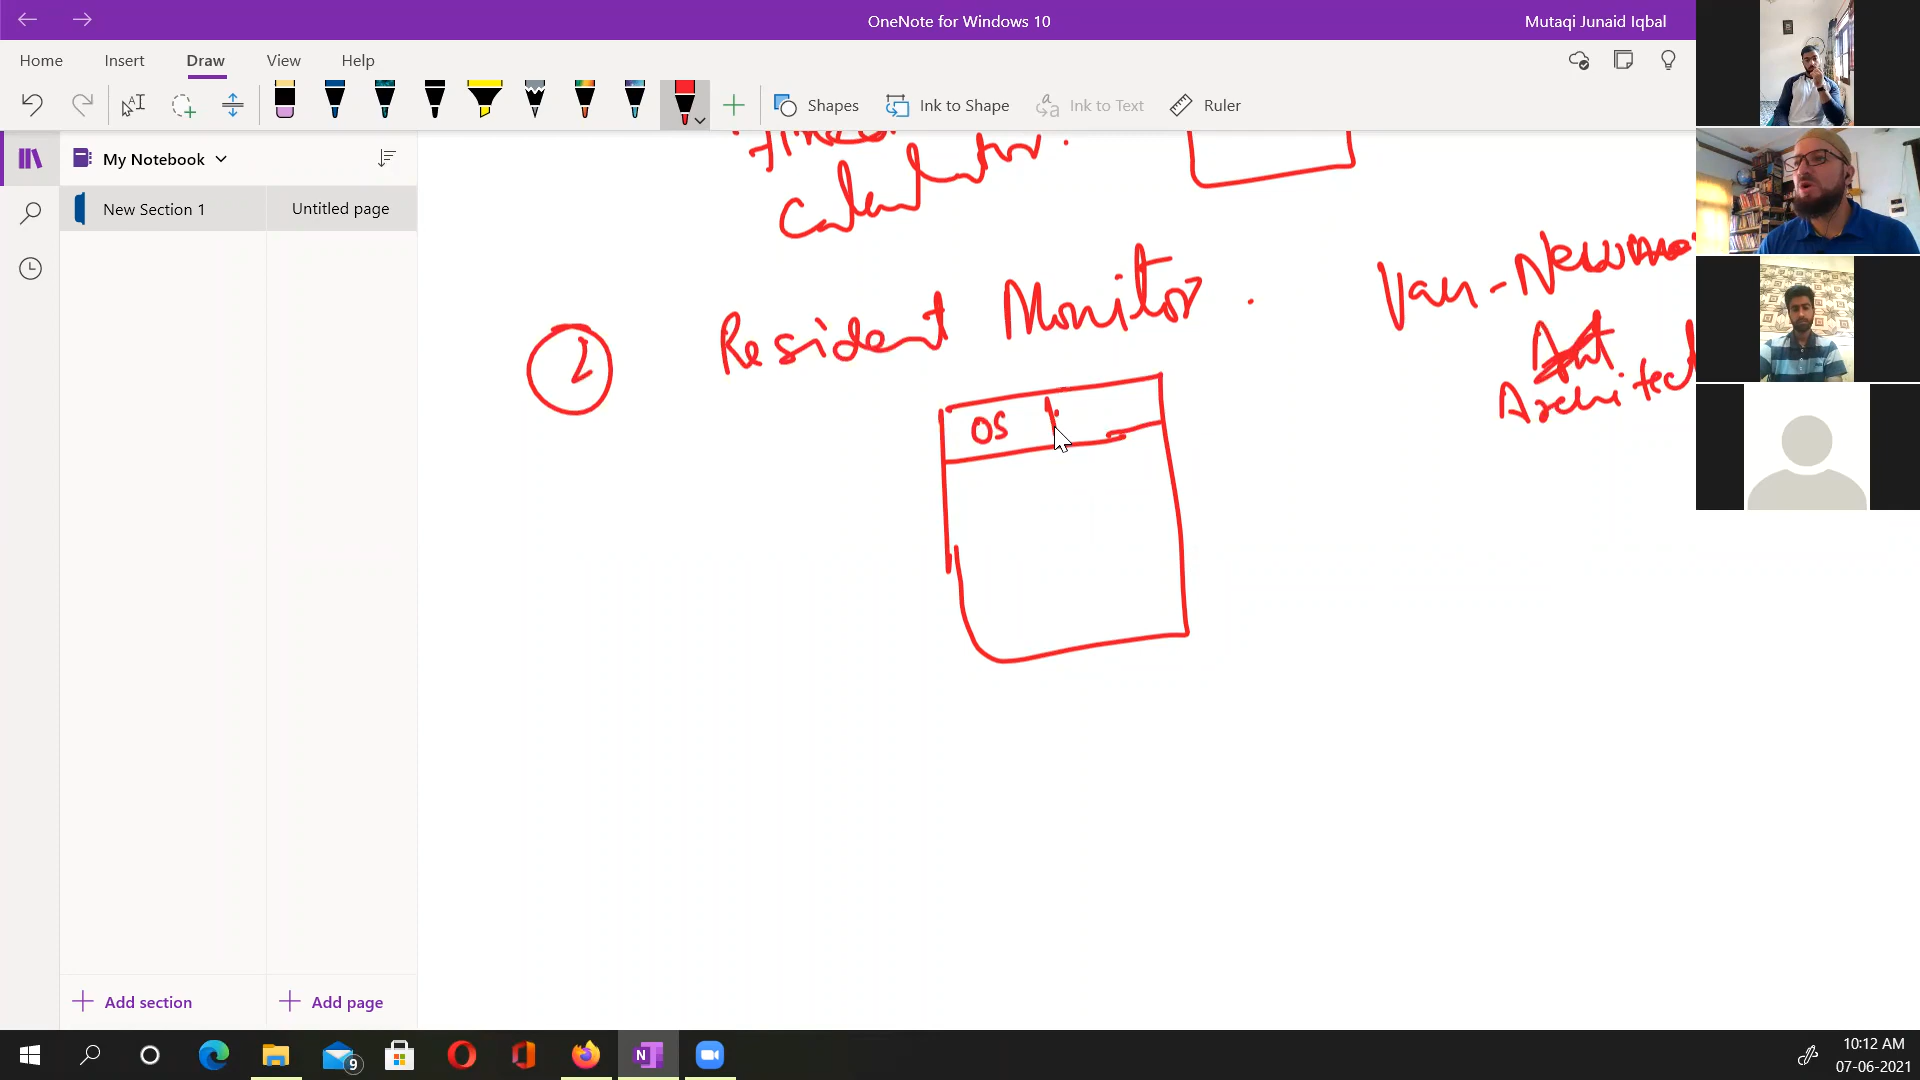 OneNote for Windows 10
Mutaqi Junaid Iqbal
Home
Insert
Draw
View
Help
Shapes
Ink to Shape
Ink to Text
Ruler
My Notebook
New Section 1
Untitled page
Resident Monitor .
2
OS
Van-
Architect
Add section
Add page
9
10:12 AM
07-06-2021